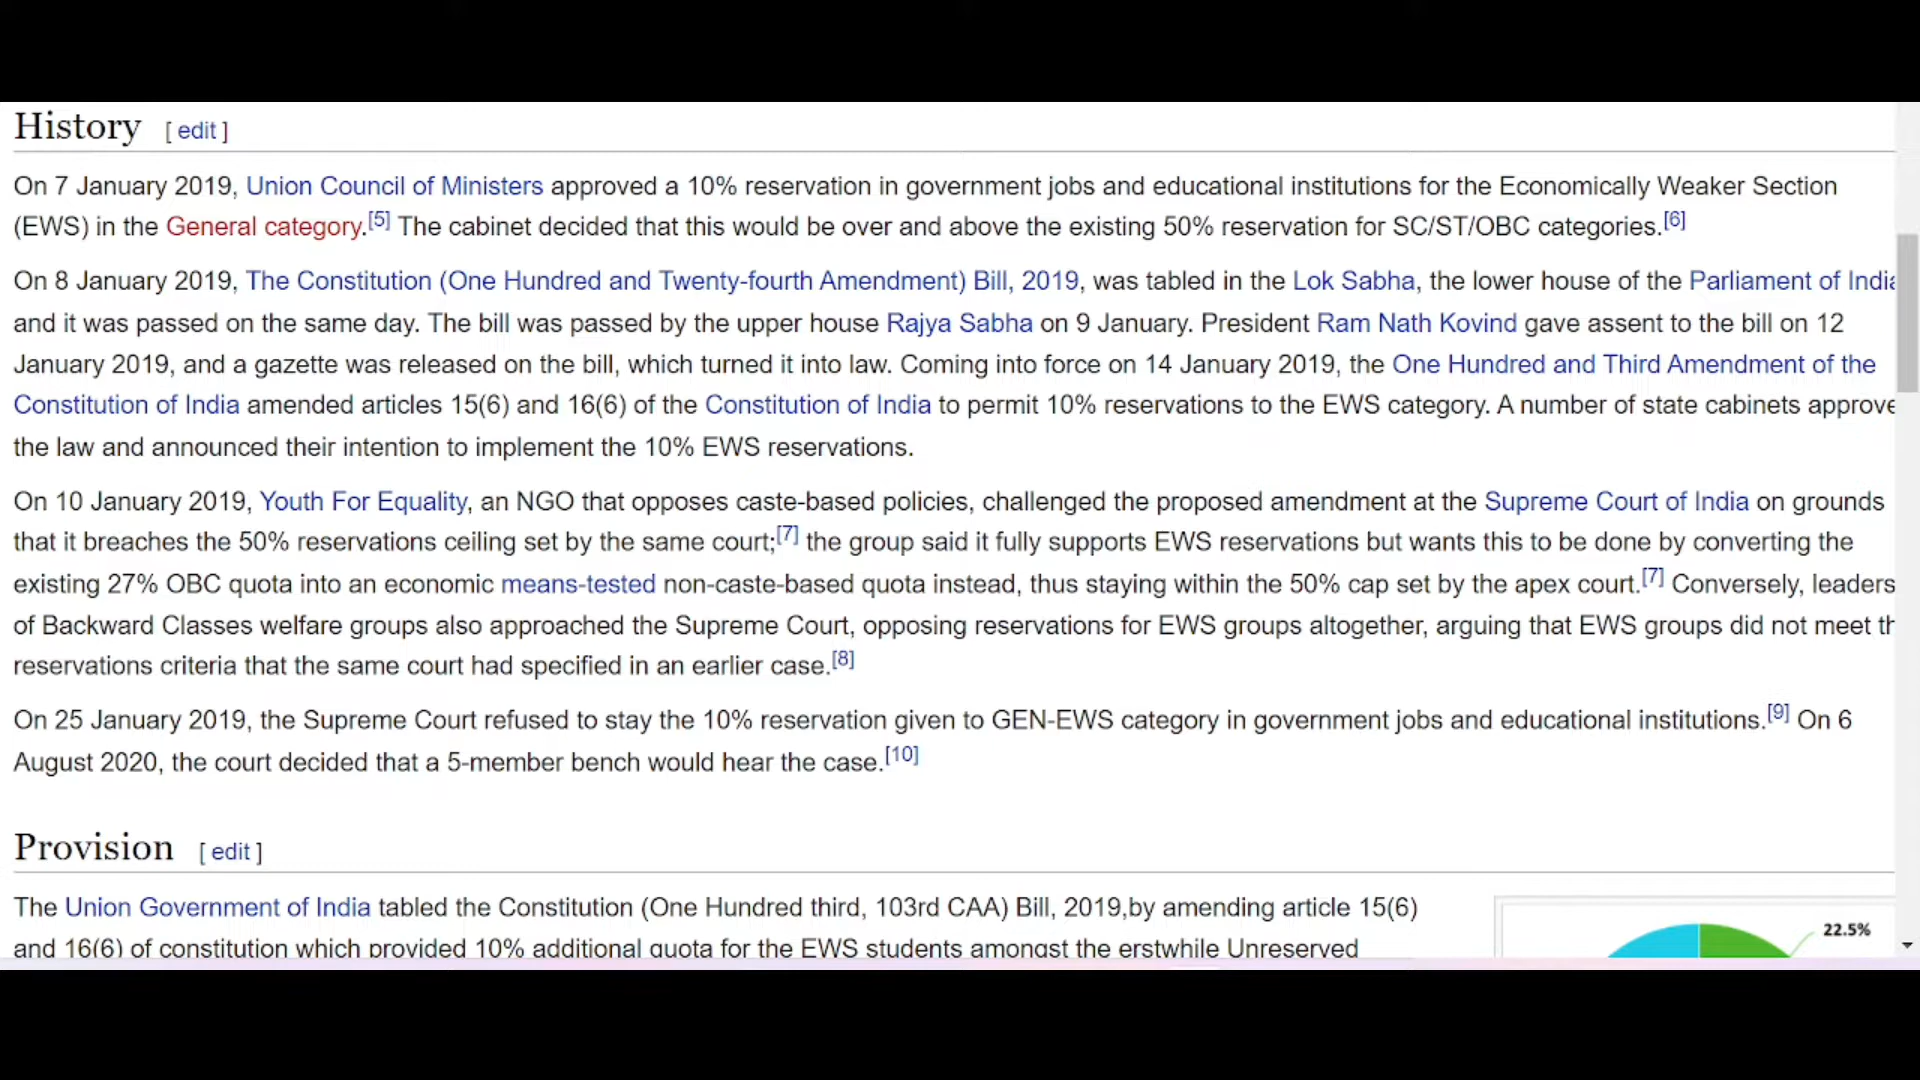 History [ edit ]
On 7 January 2019, Union Council of Ministers approved a 10% reservation in government jobs and educational institutions for the Economically Weaker Section
(EWS) in the General category.[5] The cabinet decided that this would be over and above the existing 50% reservation for SC/ST/OBC categories.[6]
On 8 January 2019, The Constitution (One Hundred and Twenty-fourth Amendment) Bill, 2019, was tabled in the Lok Sabha, the lower house of the Parliament of India
and it was passed on the same day. The bill was passed by the upper house Rajya Sabha on 9 January. President Ram Nath Kovind gave assent to the bill on 12
January 2019, and a gazette was released on the bill, which turned it into law. Coming into force on 14 January 2019, the One Hundred and Third Amendment of the
Constitution of India amended articles 15(6) and 16(6) of the Constitution of India to permit 10% reservations to the EWS category. A number of state cabinets approve
the law and announced their intention to implement the 10% EWS reservations.
On 10 January 2019, Youth For Equality, an NGO that opposes caste-based policies, challenged the proposed amendment at the Supreme Court of India on grounds
that it breaches the 50% reservations ceiling set by the same court;[7] the group said it fully supports EWS reservations but wants this to be done by converting the
existing 27% OBC quota into an economic means-tested non-caste-based quota instead, thus staying within the 50% cap set by the apex court.[7] Conversely, leaders
of Backward Classes welfare groups also approached the Supreme Court, opposing reservations for EWS groups altogether, arguing that EWS groups did not meet th
reservations criteria that the same court had specified in an earlier case.[8]
On 25 January 2019, the Supreme Court refused to stay the 10% reservation given to GEN-EWS category in government jobs and educational institutions.[9] On 6
August 2020, the court decided that a 5-member bench would hear the case.[10]
Provision [ edit ]
The Union Government of India tabled the Constitution (One Hundred third, 103rd CAA) Bill, 2019,by amending article 15(6)
and 16(6) of constitution which provided 10% additional quota for the EWS students amongst the erstwhile Unreserved
22.5%